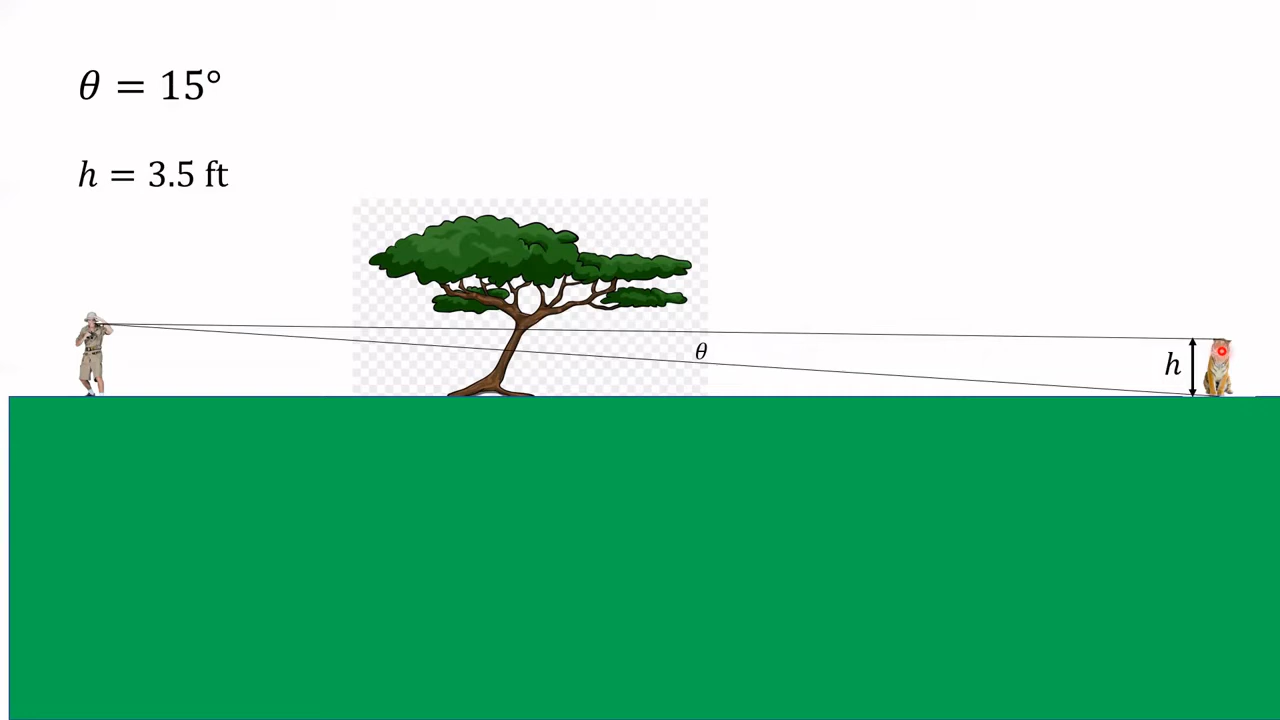 θ = 15°
h = 3.5 ft
θ
h